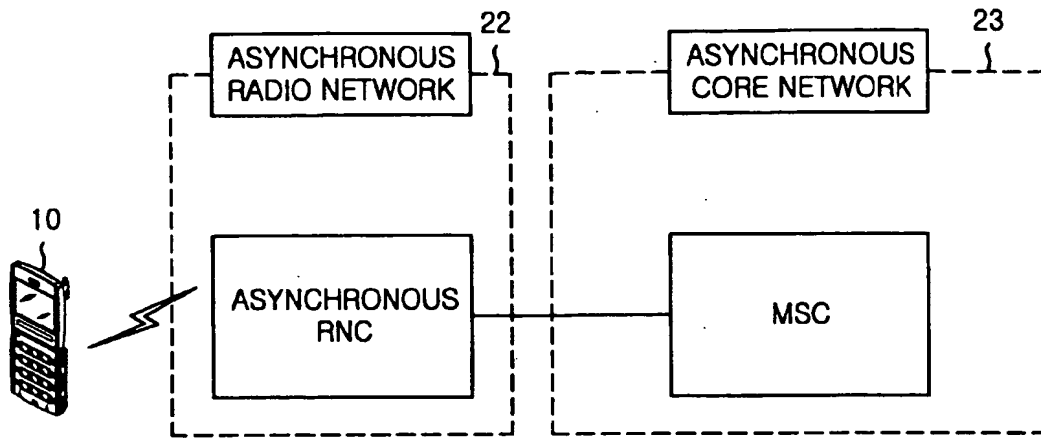 22
23
ASYNCHRONOUS
RADIO NETWORK
ASYNCHRONOUS
CORE NETWORK
10
ASYNCHRONOUS
RNC
MSC